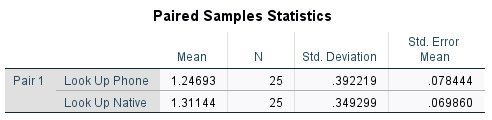 Paired Samples Statistics
Mean N Std. Deviation Std. Error Mean
Pair 1 Look Up Phone 1.24693 25 .392219 .078444
Look Up Native 1.31144 25 .349299 .069860